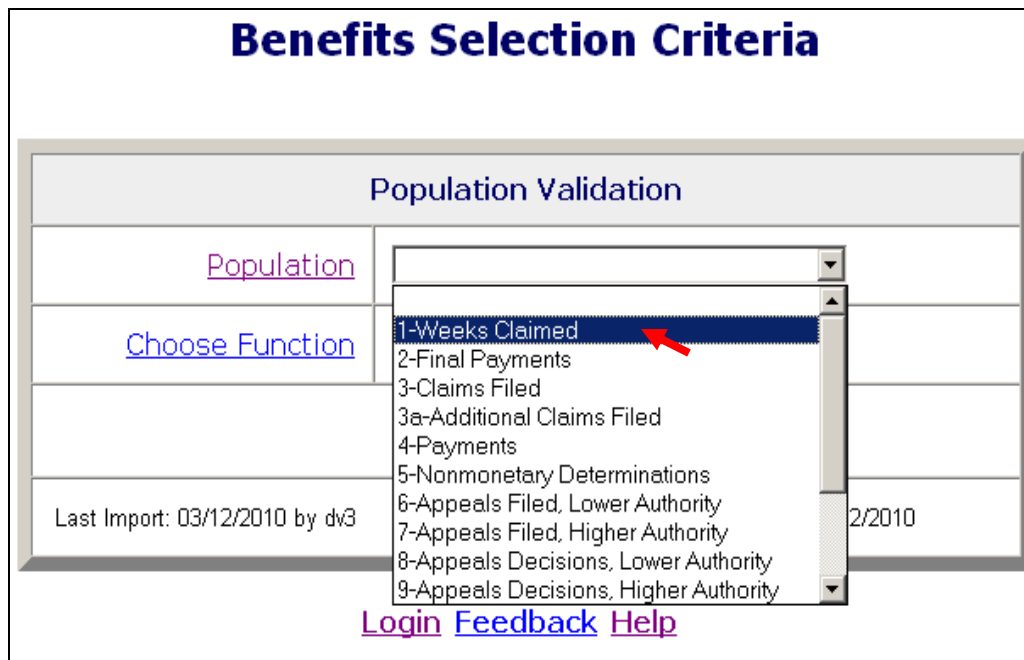 Benefits Selection Criteria
Population Validation
Population
Choose Function
1-Weeks Claimed
2-Final Payments
3-Claims Filed
3a-Additional Claims Filed
4-Payments
5-Nonmonetary Determinations
6-Appeals Filed, Lower Authority
7-Appeals Filed, Higher Authority
8-Appeals Decisions, Lower Authority
9-Appeals Decisions, Higher Authority
Last Import: 03/12/2010 by dv3
2/2010
Login Feedback Help